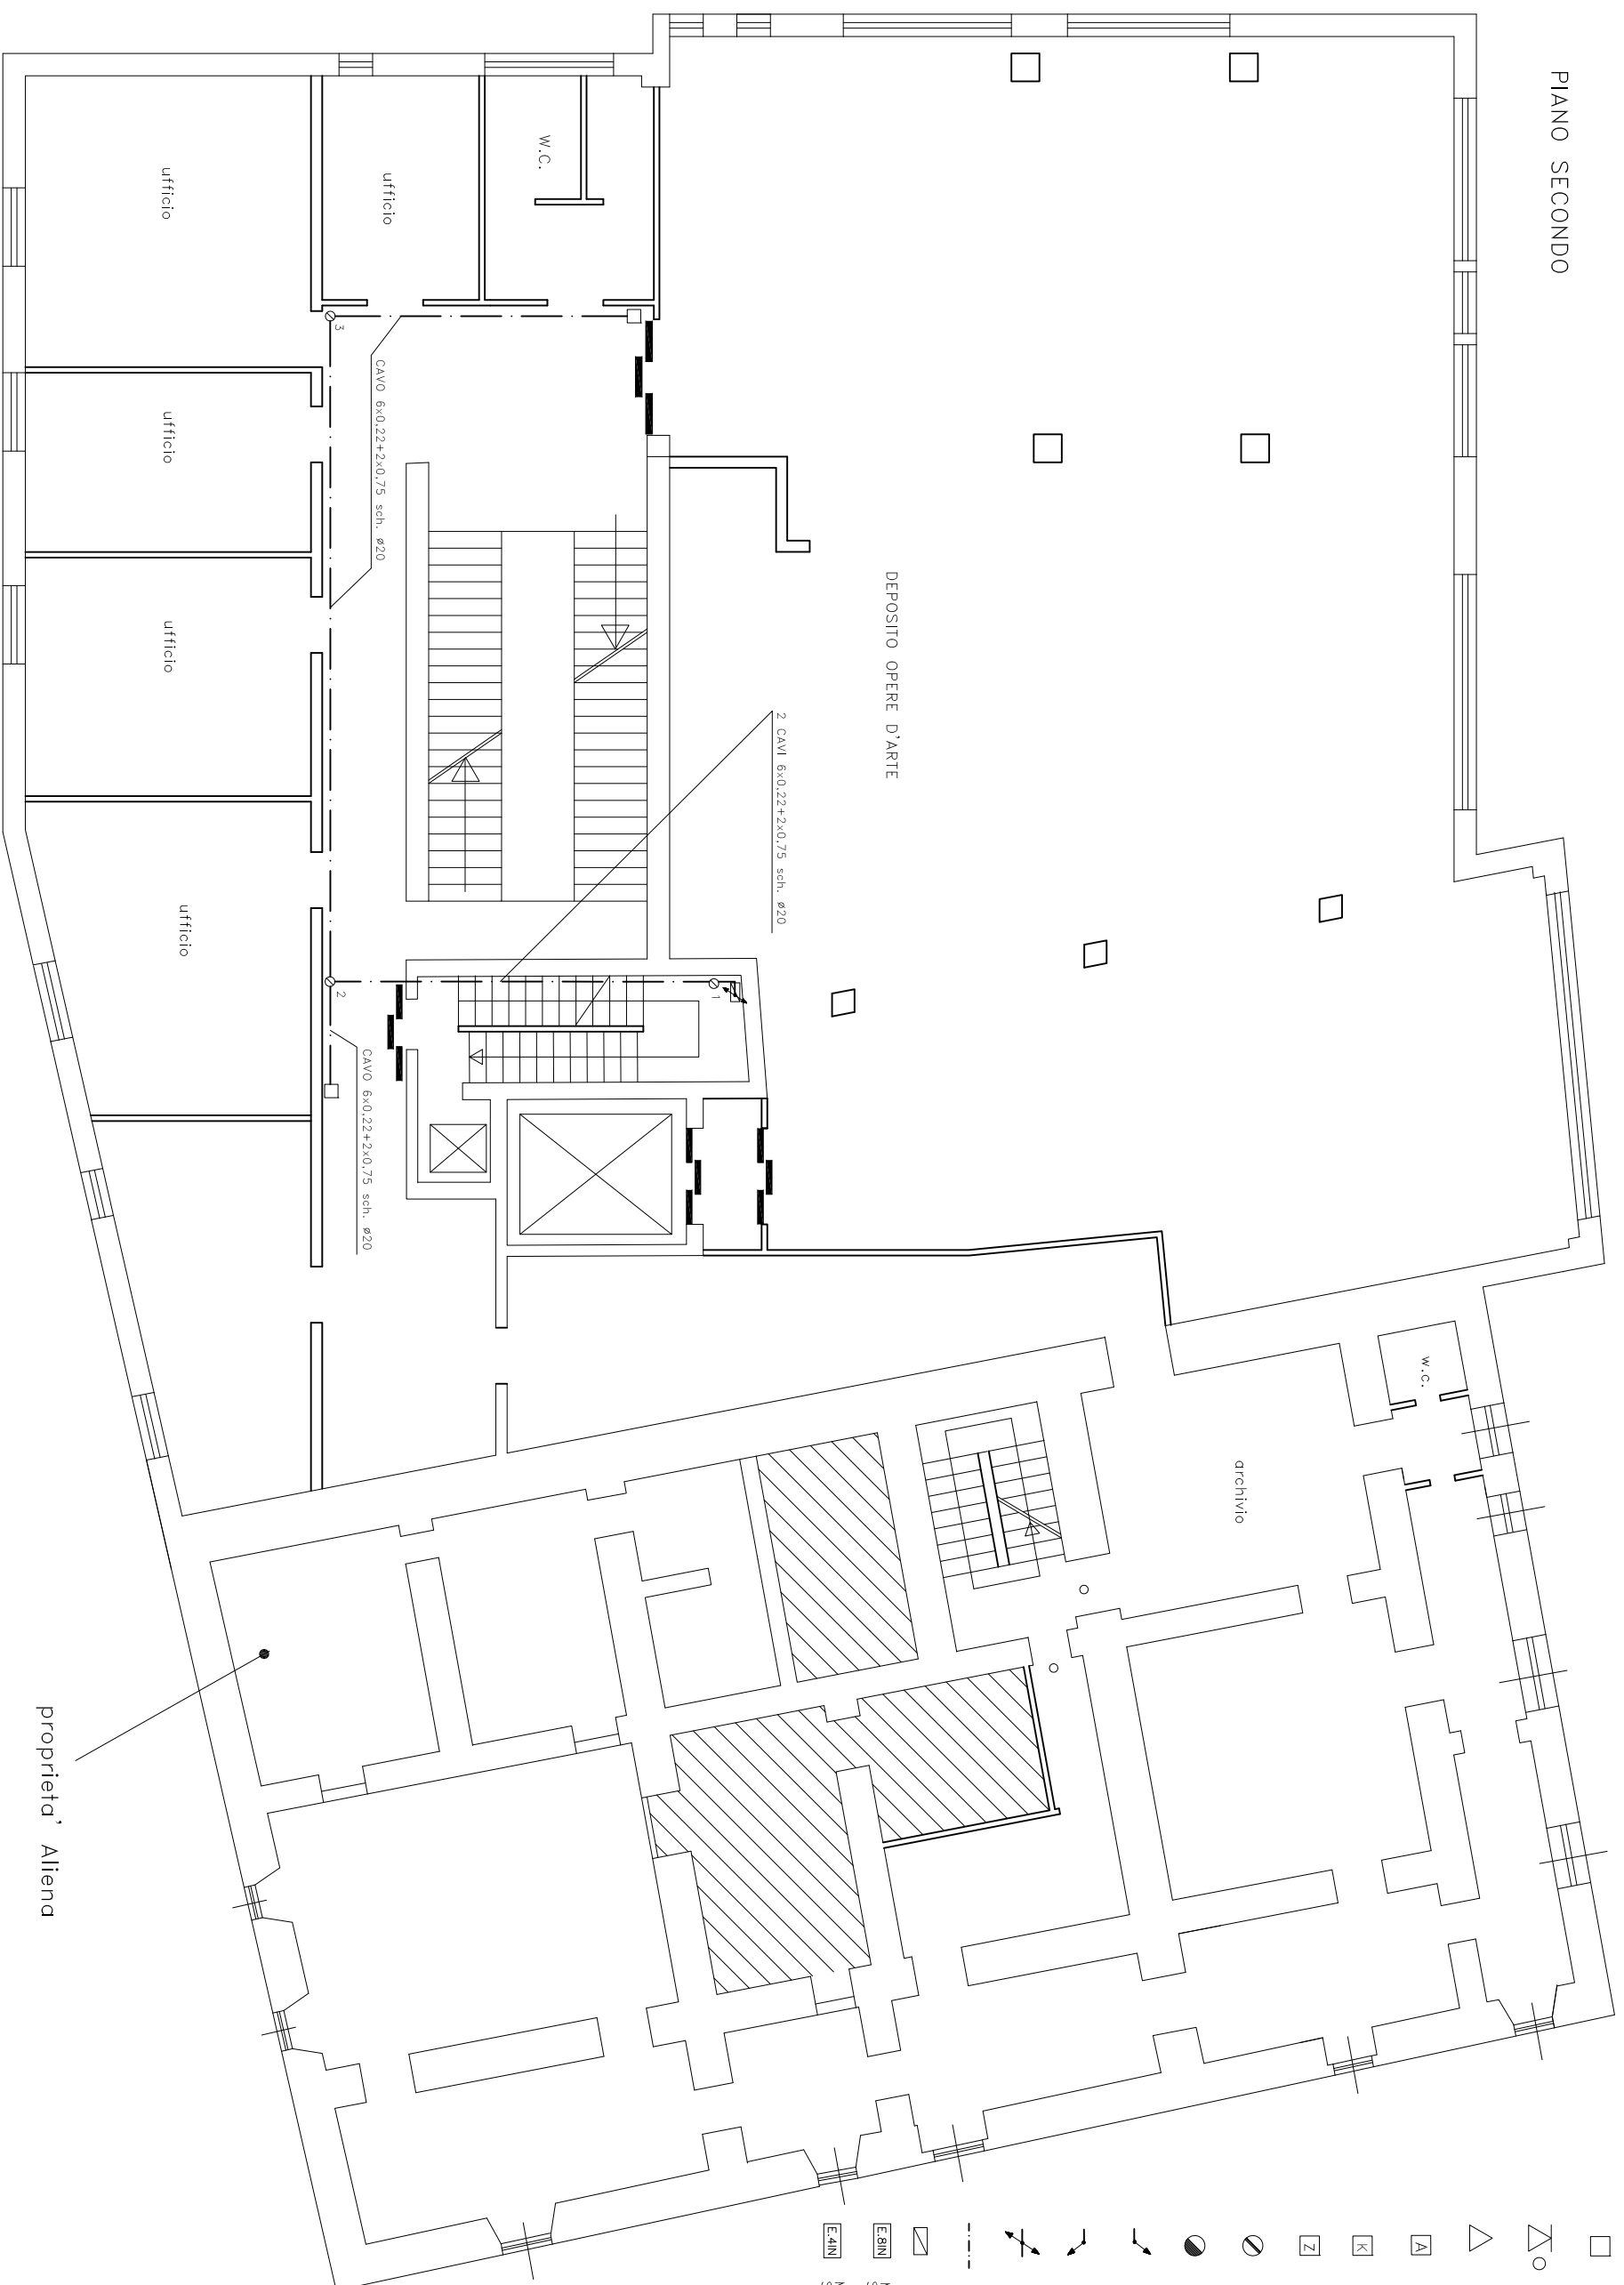 PIANO SECONDO
DEPOSITO OPERE D'ARTE
W.C.
ufficio
ufficio
ufficio
ufficio
ufficio
3
CAVO 6x0,22+2x0,75 sch. ø20
2 CAVI 6x0,22+2x0,75 sch. ø20
1
2
CAVO 6x0,22+2x0,75 sch. ø20
w.c.
archivio
proprieta' Aliena
A
K
Z
E.8IN
E.4IN